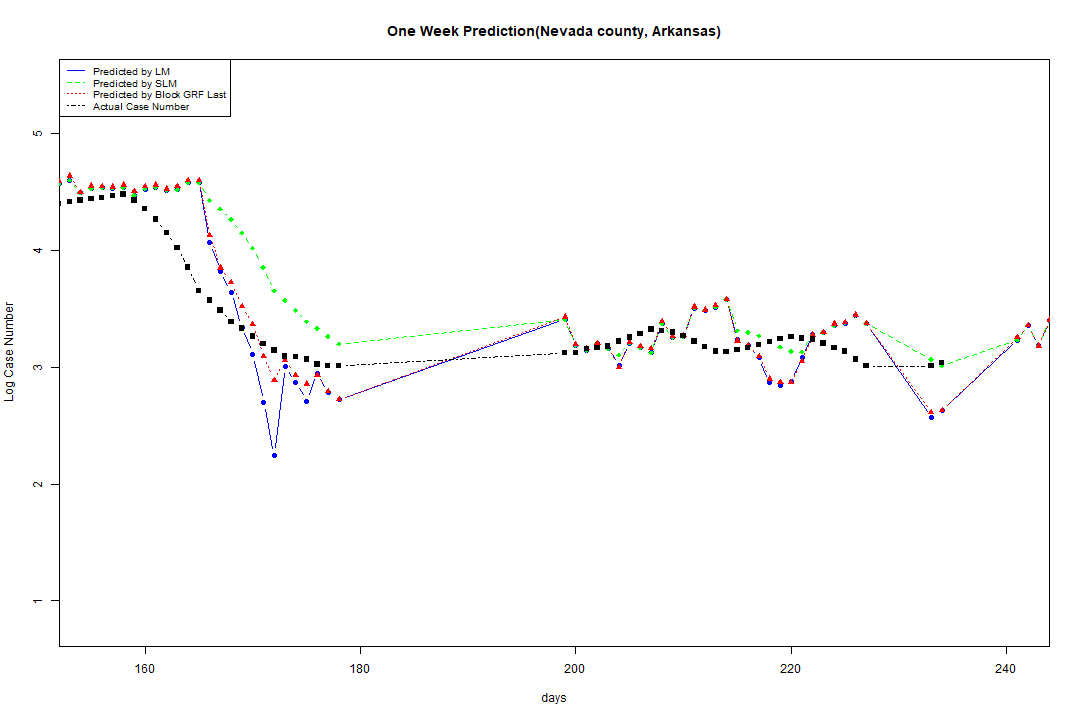 One Week Prediction(Nevada county, Arkansas)
Predicted by LM
Predicted by SLM
Predicted by Block GRF Last
Actual Case Number
5
4
3
2
1
Log Case Number
160 180 200 220 240
days